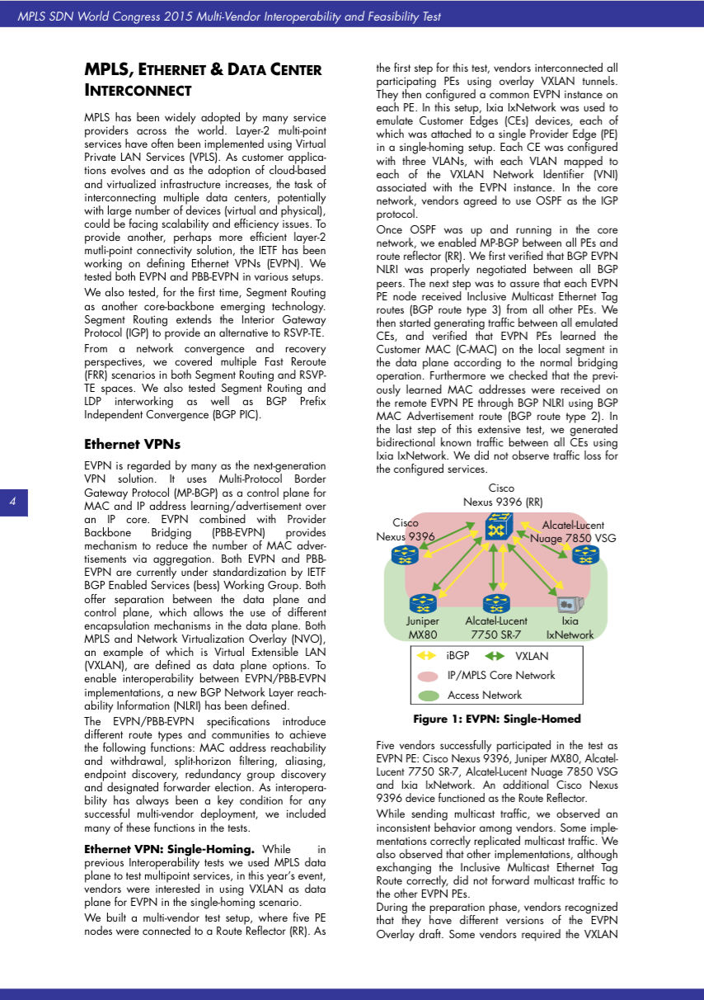 MPLS SDN World Congress 2015 Multi-Vendor Interoperability and Feasibility Test
MPLS, ETHERNET & DATA CENTER
INTERCONNECT
MPLS has been widely adopted by many service
providers across the world. Layer-2 multi-point
services have often been implemented using Virtual
Private LAN Services (VPLS). As customer applica-
tions evolves and as the adoption of cloud-based
and virtualized infrastructure increases, the task of
interconnecting multiple data centers, potentially
with large number of devices (virtual and physical),
could be facing scalability and efficiency issues. To
provide another, perhaps more efficient layer-2
mutli-point connectivity solution, the IETF has been
working on defining Ethernet VPNs (EVPN). We
tested both EVPN and PBB-EVPN in various setups.
We also tested, for the first time, Segment Routing
as another core-backbone emerging technology.
Segment Routing extends the Interior Gateway
Protocol (IGP) to provide an alternative to RSVP-TE.
From a network convergence and recovery
perspectives, we covered multiple Fast Reroute
(FRR) scenarios in both Segment Routing and RSVP-
TE spaces. We also tested Segment Routing and
LDP interworking as well as BGP Prefix
Independent Convergence (BGP PIC).
Ethernet VPNs
EVPN is regarded by many as the next-generation
VPN solution. It uses Multi-Protocol Border
Gateway Protocol (MP-BGP) as a control plane for
MAC and IP address learning/advertisement over
an IP core. EVPN combined with Provider
Backbone Bridging (PBB-EVPN) provides
mechanism to reduce the number of MAC adver-
tisements via aggregation. Both EVPN and PBB-
EVPN are currently under standardization by IETF
BGP Enabled Services (bess) Working Group. Both
offer separation between the data plane and
control plane, which allows the use of different
encapsulation mechanisms in the data plane. Both
MPLS and Network Virtualization Overlay (NVO),
an example of which is Virtual Extensible LAN
(VXLAN), are defined as data plane options. To
enable interoperability between EVPN/PBB-EVPN
implementations, a new BGP Network Layer reach-
ability Information (NLRI) has been defined.
The EVPN/PBB-EVPN specifications introduce
different route types and communities to achieve
the following functions: MAC address reachability
and withdrawal, split-horizon filtering, aliasing,
endpoint discovery, redundancy group discovery
and designated forwarder election. As interopera-
bility has always been a key condition for any
successful multi-vendor deployment, we included
many of these functions in the tests.
Ethernet VPN: Single-Homing. While in
previous Interoperability tests we used MPLS data
plane to test multipoint services, in this year's event,
vendors were interested in using VXLAN as data
plane for EVPN in the single-homing scenario.
We built a multi-vendor test setup, where five PE
nodes were connected to a Route Reflector (RR). As
4
the first step for this test, vendors interconnected all
participating PEs using overlay VXLAN tunnels.
They then configured a common EVPN instance on
each PE. In this setup, Ixia IxNetwork was used to
emulate Customer Edges (CEs) devices, each of
which was attached to a single Provider Edge (PE)
in a single-homing setup. Each CE was configured
with three VLANs, with each VLAN mapped to
each of the VXLAN Network Identifier (VNI)
associated with the EVPN instance. In the core
network, vendors agreed to use OSPF as the IGP
protocol.
Once OSPF was up and running in the core
network, we enabled MP-BGP between all PEs and
route reflector (RR). We first verified that BGP EVPN
NLRI was properly negotiated between all BGP
peers. The next step was to assure that each EVPN
PE node received Inclusive Multicast Ethernet Tag
routes (BGP route type 3) from all other PEs. We
then started generating traffic between all emulated
CEs, and verified that EVPN PEs learned the
Customer MAC (C-MAC) on the local segment in
the data plane according to the normal bridging
operation. Furthermore we checked that the previ-
ously learned MAC addresses were received on
the remote EVPN PE through BGP NLRI using BGP
MAC Advertisement route (BGP route type 2). In
the last step of this extensive test, we generated
bidirectional known traffic between all CEs using
Ixia IxNetwork. We did not observe traffic loss for
the configured services.
Cisco
Nexus 9396 (RR)
Cisco
Nexus 9396
Alcatel-Lucent
Nuage 7850 VSG
Juniper
MX80
Alcatel-Lucent
7750 SR-7
Ixia
IxNetwork
iBGP VXLAN
IP/MPLS Core Network
Access Network
Figure 1: EVPN: Single-Homed
Five vendors successfully participated in the test as
EVPN PE: Cisco Nexus 9396, Juniper MX80, Alcatel-
Lucent 7750 SR-7, Alcatel-Lucent Nuage 7850 VSG
and Ixia IxNetwork. An additional Cisco Nexus
9396 device functioned as the Route Reflector.
While sending multicast traffic, we observed an
inconsistent behavior among vendors. Some imple-
mentations correctly replicated multicast traffic. We
also observed that other implementations, although
exchanging the Inclusive Multicast Ethernet Tag
Route correctly, did not forward multicast traffic to
the other EVPN PEs.
During the preparation phase, vendors recognized
that they have different versions of the EVPN
Overlay draft. Some vendors required the VXLAN